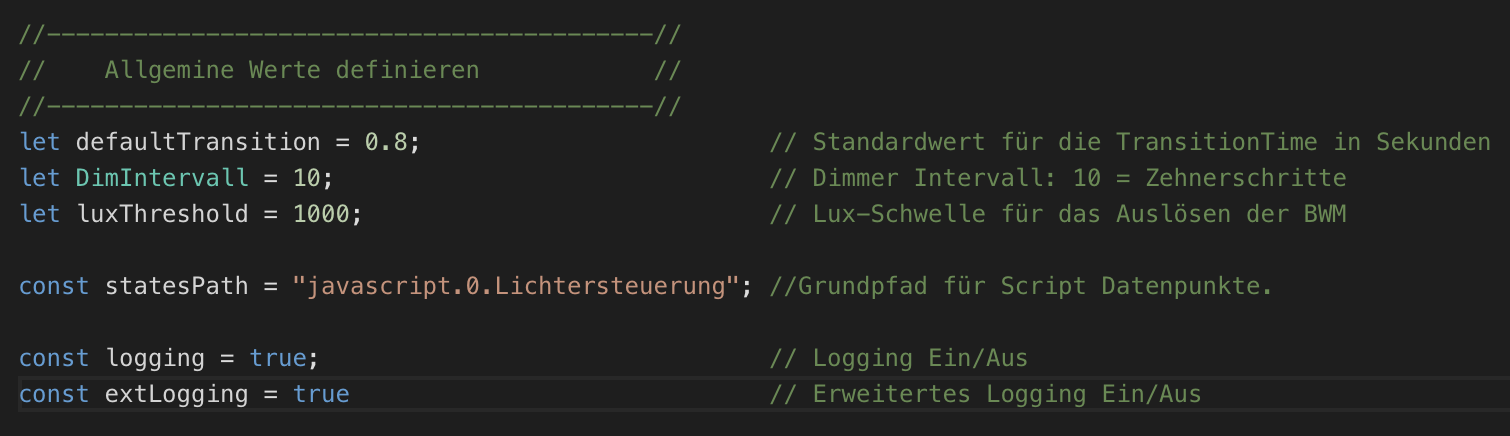 //------------------------------------------//
//    Allgemine Werte definieren            //
//------------------------------------------//
let defaultTransition = 0.8;                        // Standardwert für die TransitionTime in Sekunden
let DimIntervall = 10;                              // Dimmer Intervall: 10 = Zehnerschritte
let luxThreshold = 1000;                            // Lux-Schwelle für das Auslösen der BWM
const statesPath = "javascript.0.Lichtersteuerung"; //Grundpfad für Script Datenpunkte.
const logging = true;                               // Logging Ein/Aus
const extLogging = true                             // Erweitertes Logging Ein/Aus